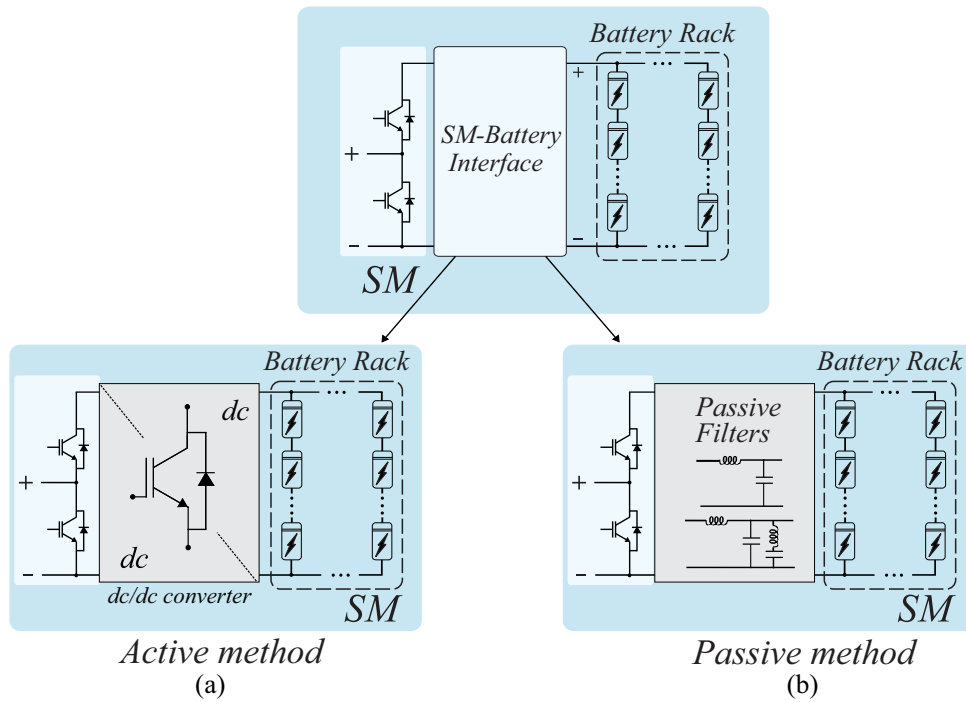 Battery Rack
+
+
SM-Battery
Interface
−
−
SM
Battery Rack
dc
+
dc
−
dc/dc converter
SM
Active method
(a)
Battery Rack
Passive
Filters
+
−
SM
Passive method
(b)